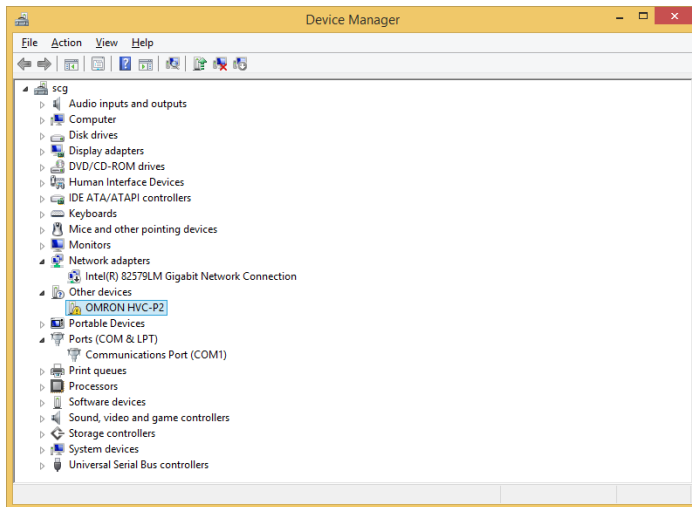 Device Manager
File Action View Help
scg
Audio inputs and outputs
Computer
Disk drives
Display adapters
DVD/CD-ROM drives
Human Interface Devices
IDE ATA/ATAPI controllers
Keyboards
Mice and other pointing devices
Monitors
Network adapters
Intel(R) 82579LM Gigabit Network Connection
Other devices
OMRON HVC-P2
Portable Devices
Ports (COM & LPT)
Communications Port (COM1)
Print queues
Processors
Software devices
Sound, video and game controllers
Storage controllers
System devices
Universal Serial Bus controllers